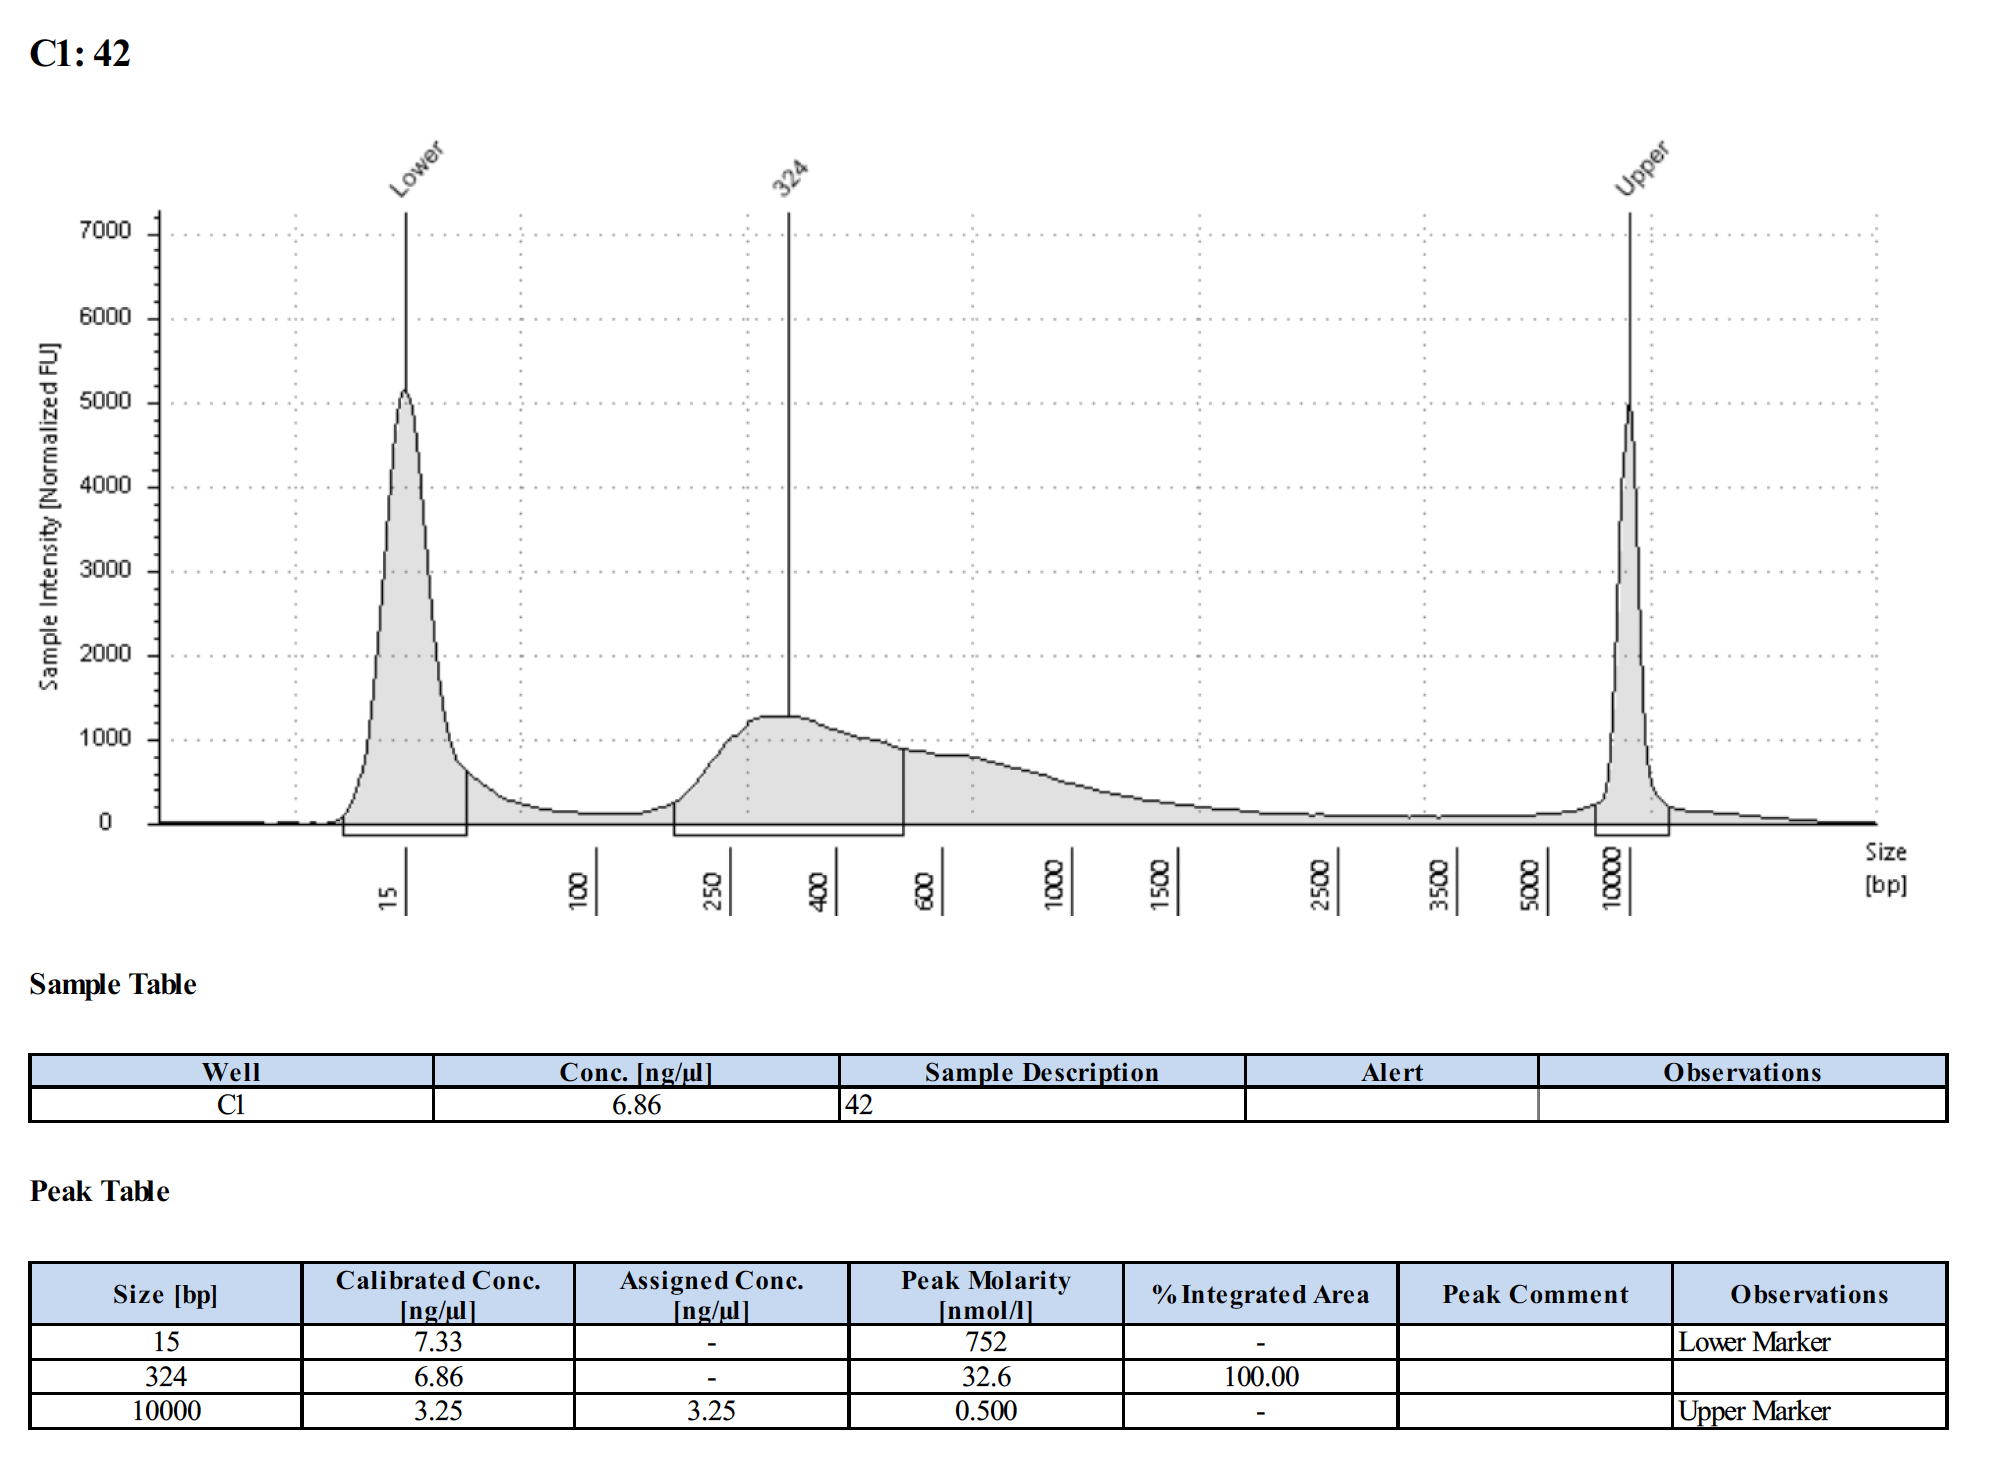 C1: 42
Lower
324
Upper
7000
6000
5000
4000
3000
2000
1000
0
Sample Intensity [Normalized FU]
15
100
250
400
600
1000
1500
2500
3500
5000
10000
Size
[bp]
Sample Table
Well Conc. [ng/µl] Sample Description Alert Observations
C1 6.86 42
Peak Table
Size [bp] Calibrated Conc. [ng/µl] Assigned Conc. [ng/µl] Peak Molarity [nmol/l] % Integrated Area Peak Comment Observations
15 7.33 - 752 - Lower Marker
324 6.86 - 32.6 100.00
10000 3.25 3.25 0.500 - Upper Marker